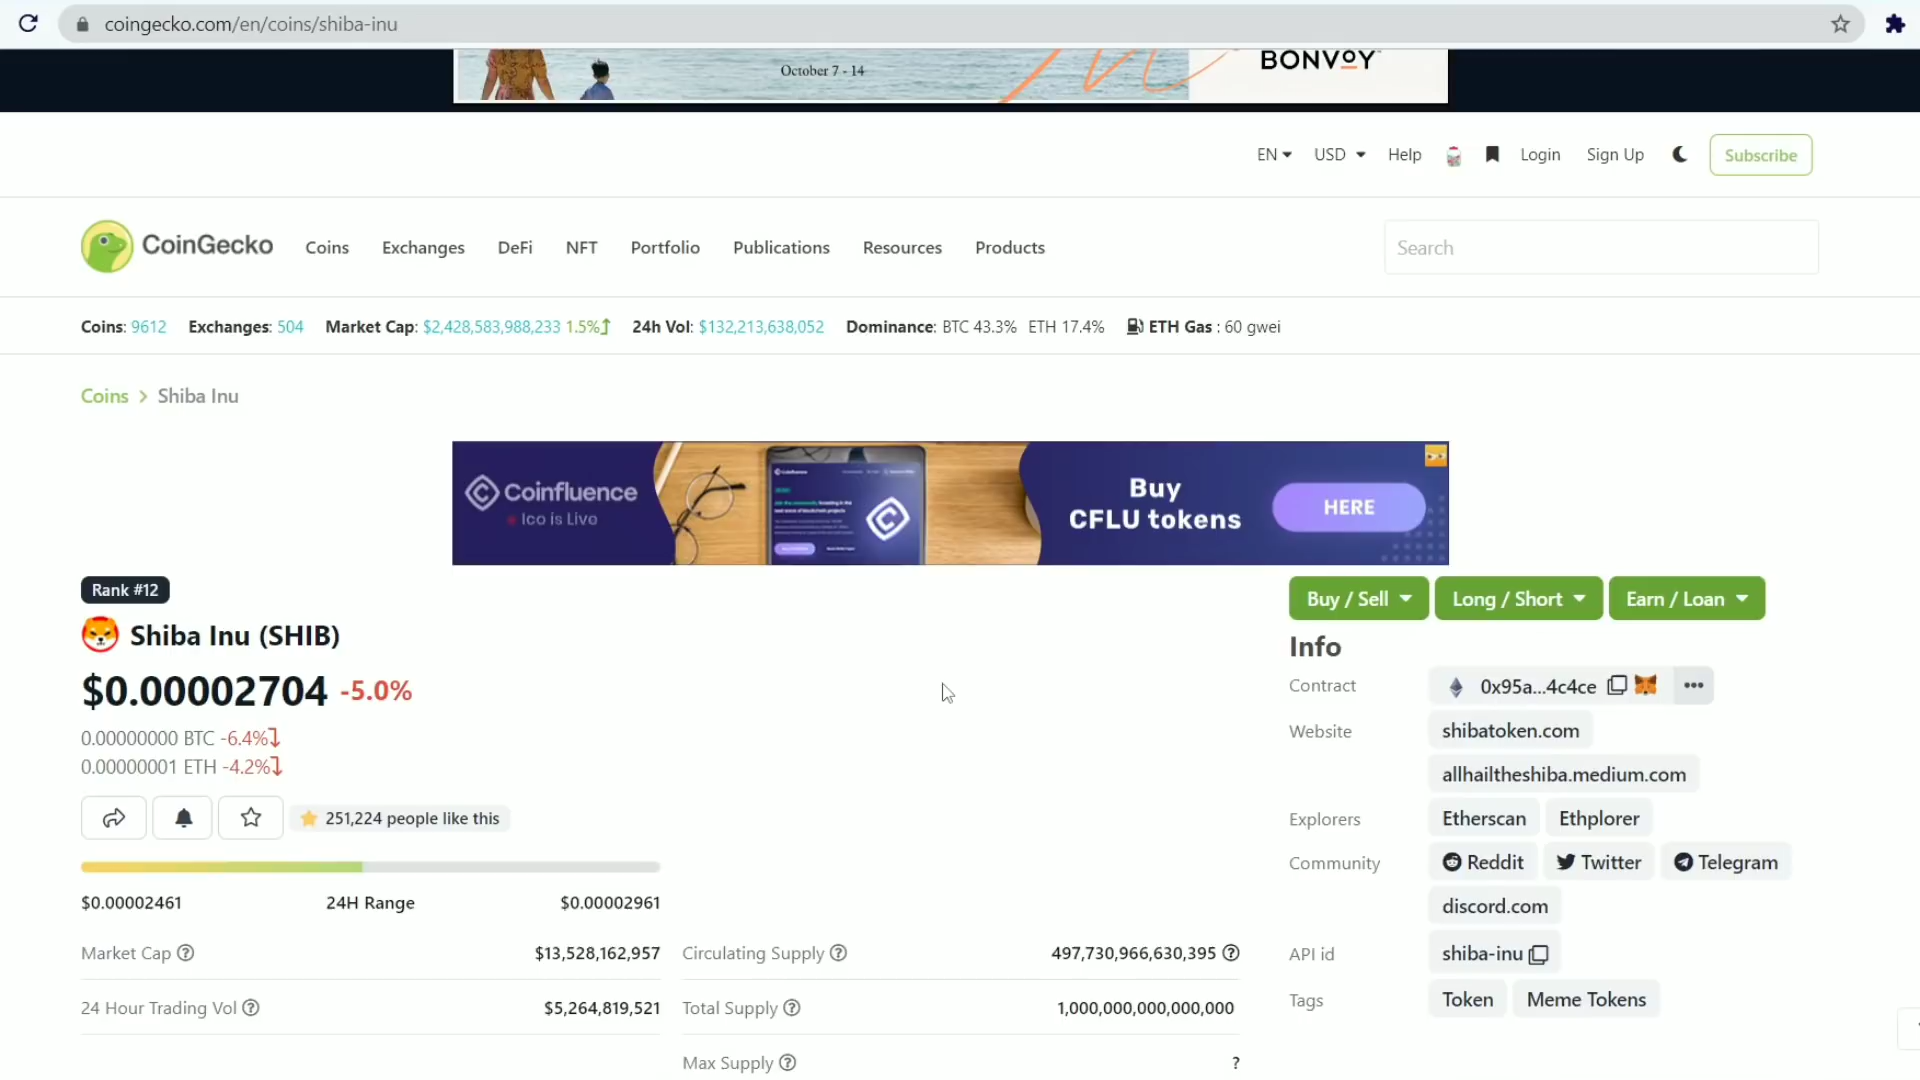 coingecko.com/en/coins/shiba-inu
October 7 - 14
BONVOY
EN USD Help Login Sign Up Subscribe
CoinGecko Coins Exchanges DeFi NFT Portfolio Publications Resources Products Search
Coins: 9612 Exchanges: 504 Market Cap: $2,428,583,988,233 1.5% 24h Vol: $132,213,638,052 Dominance: BTC 43.3% ETH 17.4% ETH Gas : 60 gwei
Coins > Shiba Inu
Coinfluence
Ico is Live
Coinfluence
Buy
CFLU tokens
HERE
Rank #12
Shiba Inu (SHIB)
$0.00002704 -5.0%
0.00000000 BTC -6.4%
0.00000001 ETH -4.2%
251,224 people like this
$0.00002461 24H Range $0.00002961
Market Cap ? $13,528,162,957
24 Hour Trading Vol ? $5,264,819,521
Circulating Supply ? 497,730,966,630,395 ?
Total Supply ? 1,000,000,000,000,000
Max Supply ? ?
Buy / Sell Long / Short Earn / Loan
Info
Contract 0x95a...4c4ce •••
Website shibatoken.com
allhailtheshiba.medium.com
Explorers Etherscan Ethplorer
Community Reddit Twitter Telegram
discord.com
API id shiba-inu
Tags Token Meme Tokens